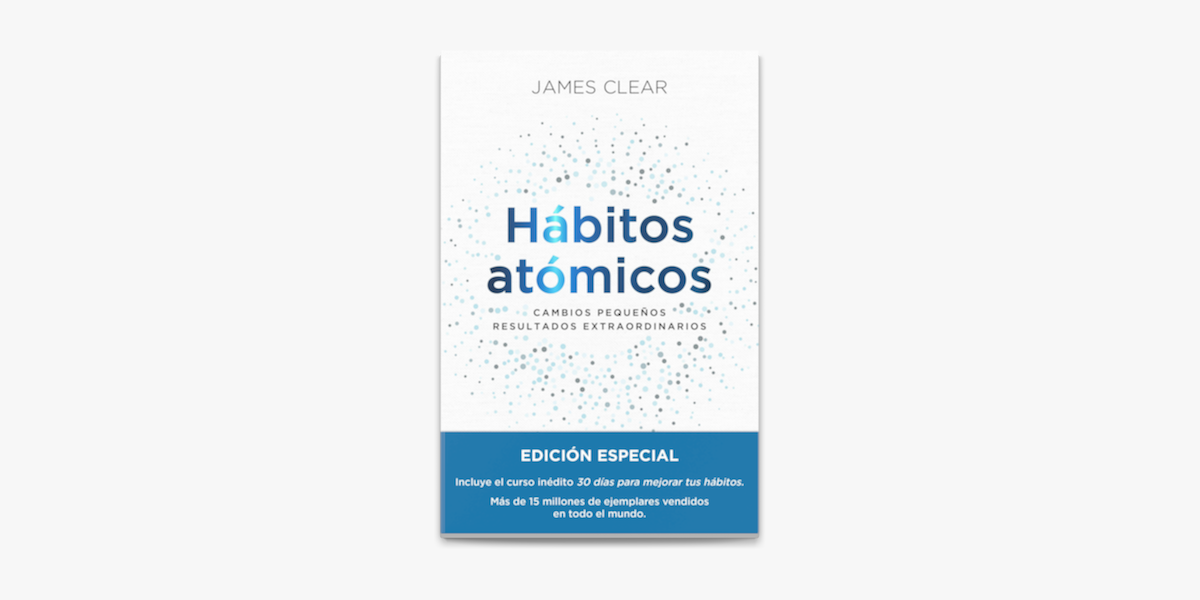 JAMES CLEAR
Hábitos
atómicos
CAMBIOS PEQUEÑOS
RESULTADOS EXTRAORDINARIOS
EDICIÓN ESPECIAL
Incluye el curso inédito 30 días para mejorar tus hábitos.
Más de 15 millones de ejemplares vendidos
en todo el mundo.